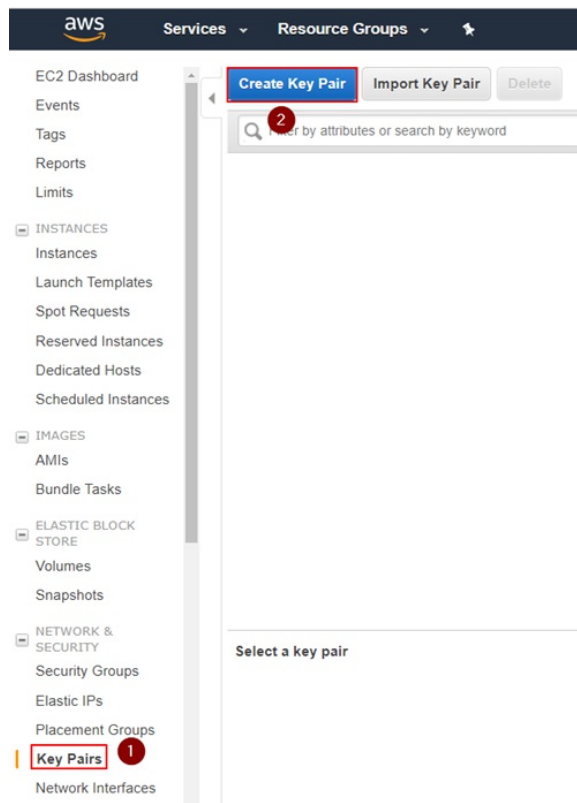 aws Services Resource Groups
EC2 Dashboard
Events
Tags
Reports
Limits
INSTANCES
Instances
Launch Templates
Spot Requests
Reserved Instances
Dedicated Hosts
Scheduled Instances
IMAGES
AMIs
Bundle Tasks
ELASTIC BLOCK
STORE
Volumes
Snapshots
NETWORK &
SECURITY
Security Groups
Elastic IPs
Placement Groups
Key Pairs 1
Network Interfaces
Create Key Pair Import Key Pair Delete
2
by attributes or search by keyword
Select a key pair